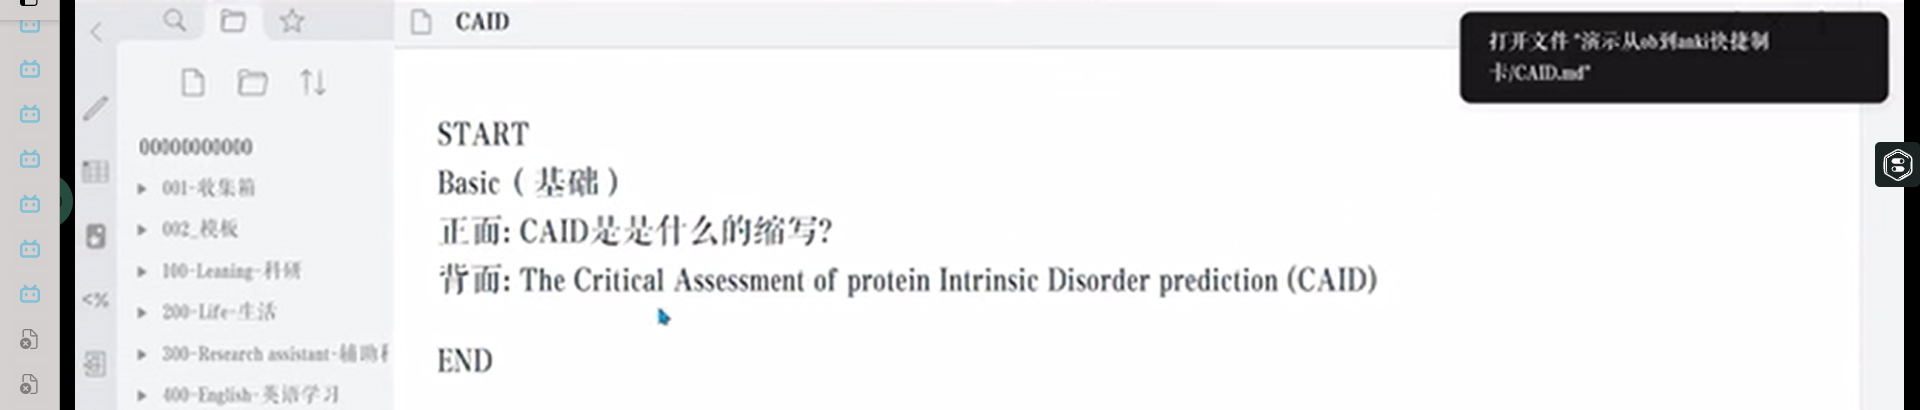 CAID
打开文件 "演示从ob到anki快捷制
卡/CAID.md"
00000000000
001-收集箱
002_模板
100-Leaning-科研
200-Life-生活
300-Research assistant-辅助
400-English-英语学习
START
Basic（基础）
正面: CAID是是什么的缩写?
背面: The Critical Assessment of protein Intrinsic Disorder prediction (CAID)
END